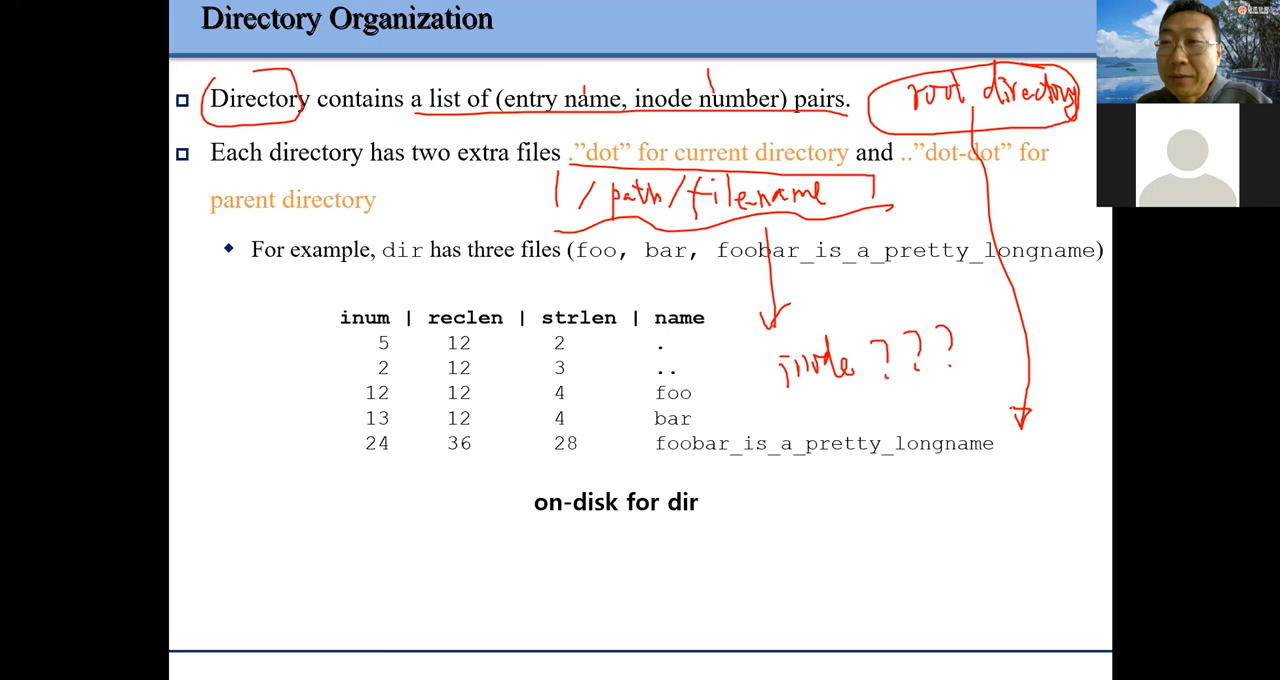 Directory Organization
Directory contains a list of (entry name, inode number) pairs.
root directory
Each directory has two extra files .”dot” for current directory and ..”dot-dot” for
parent directory
/ path / filename
For example, dir has three files (foo, bar, foobar_is_a_pretty_longname)
inum | reclen | strlen | name
5 12 2 .
2 12 3 ..
12 12 4 foo
13 12 4 bar
24 36 28 foobar_is_a_pretty_longname
inode ? ? ?
on-disk for dir